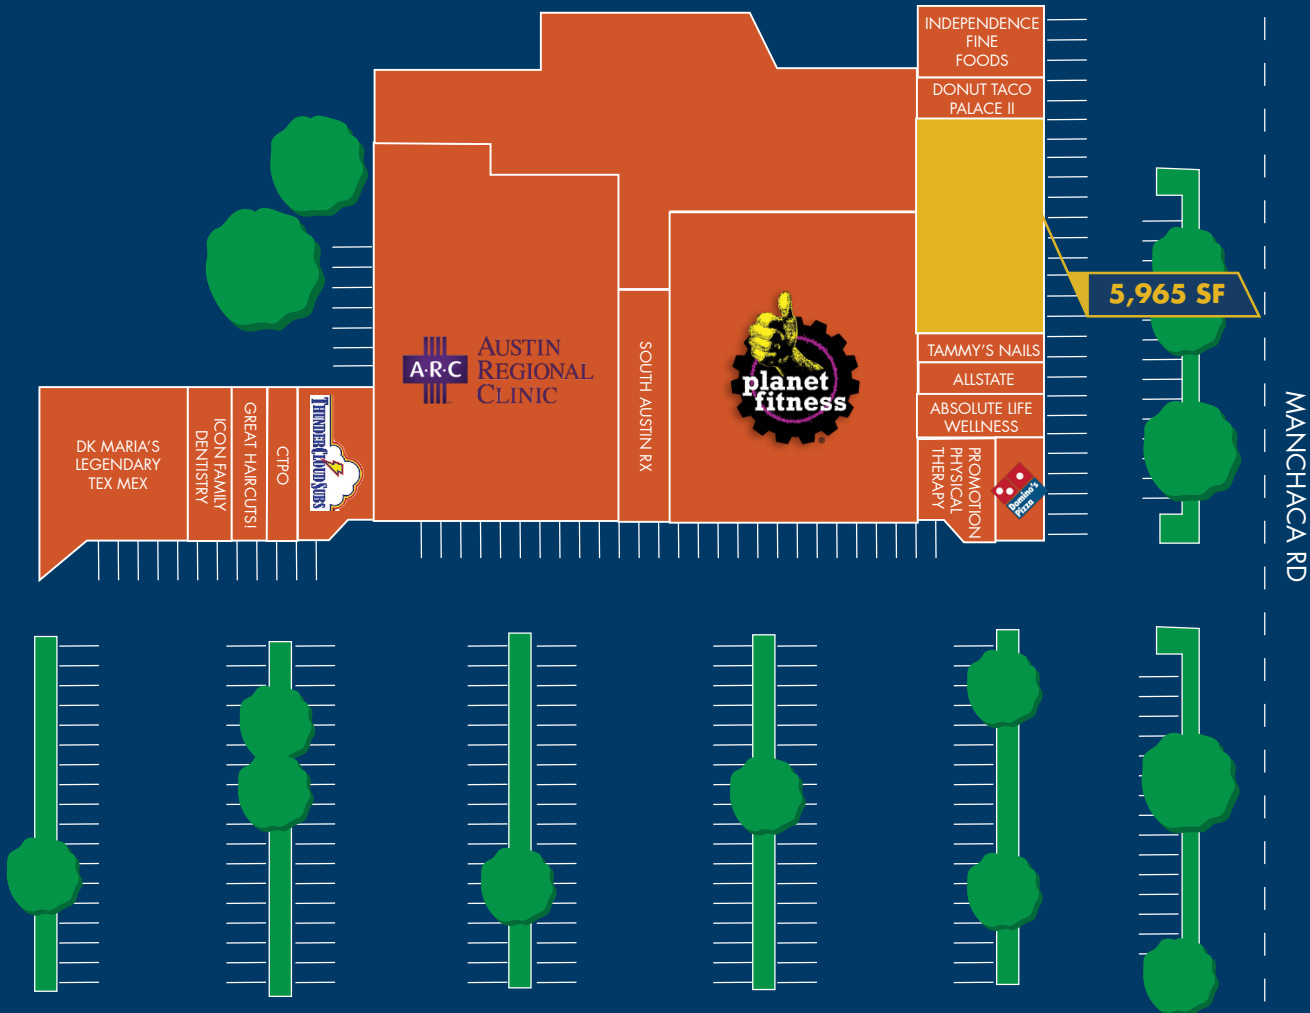 INDEPENDENCE
FINE
FOODS
DONUT TACO
PALACE II
5,965 SF
TAMMY'S NAILS
ALLSTATE
ABSOLUTE LIFE
WELLNESS
PROMOTION
PHYSICAL
THERAPY
Domino's
Pizza
MANCHACA RD
planet
fitness®
SOUTH AUSTIN RX
A·R·C
AUSTIN
REGIONAL
CLINIC
THUNDERCLOUD SUBS
CTPO
GREAT HAIRCUTS!
ICON FAMILY
DENTISTRY
DK MARIA'S
LEGENDARY
TEX MEX